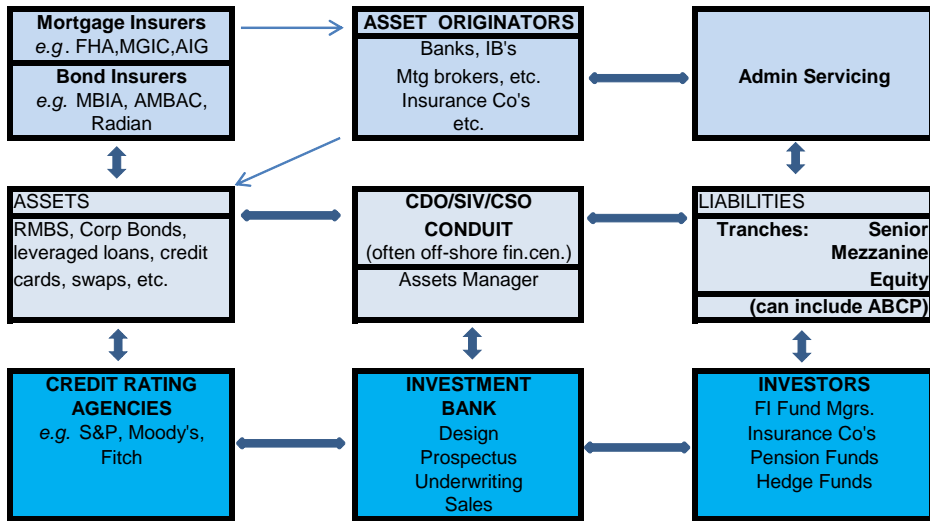 Mortgage Insurers
e.g. FHA,MGIC,AIG
Bond Insurers
e.g. MBIA, AMBAC,
Radian
ASSET ORIGINATORS
Banks, IB's
Mtg brokers, etc.
Insurance Co's
etc.
Admin Servicing
ASSETS
RMBS, Corp Bonds,
leveraged loans, credit
cards, swaps, etc.
CDO/SIV/CSO
CONDUIT
(often off-shore fin.cen.)
Assets Manager
LIABILITIES
Tranches: Senior
Mezzanine
Equity
(can include ABCP)
CREDIT RATING
AGENCIES
e.g. S&P, Moody's,
Fitch
INVESTMENT
BANK
Design
Prospectus
Underwriting
Sales
INVESTORS
FI Fund Mgrs.
Insurance Co's
Pension Funds
Hedge Funds